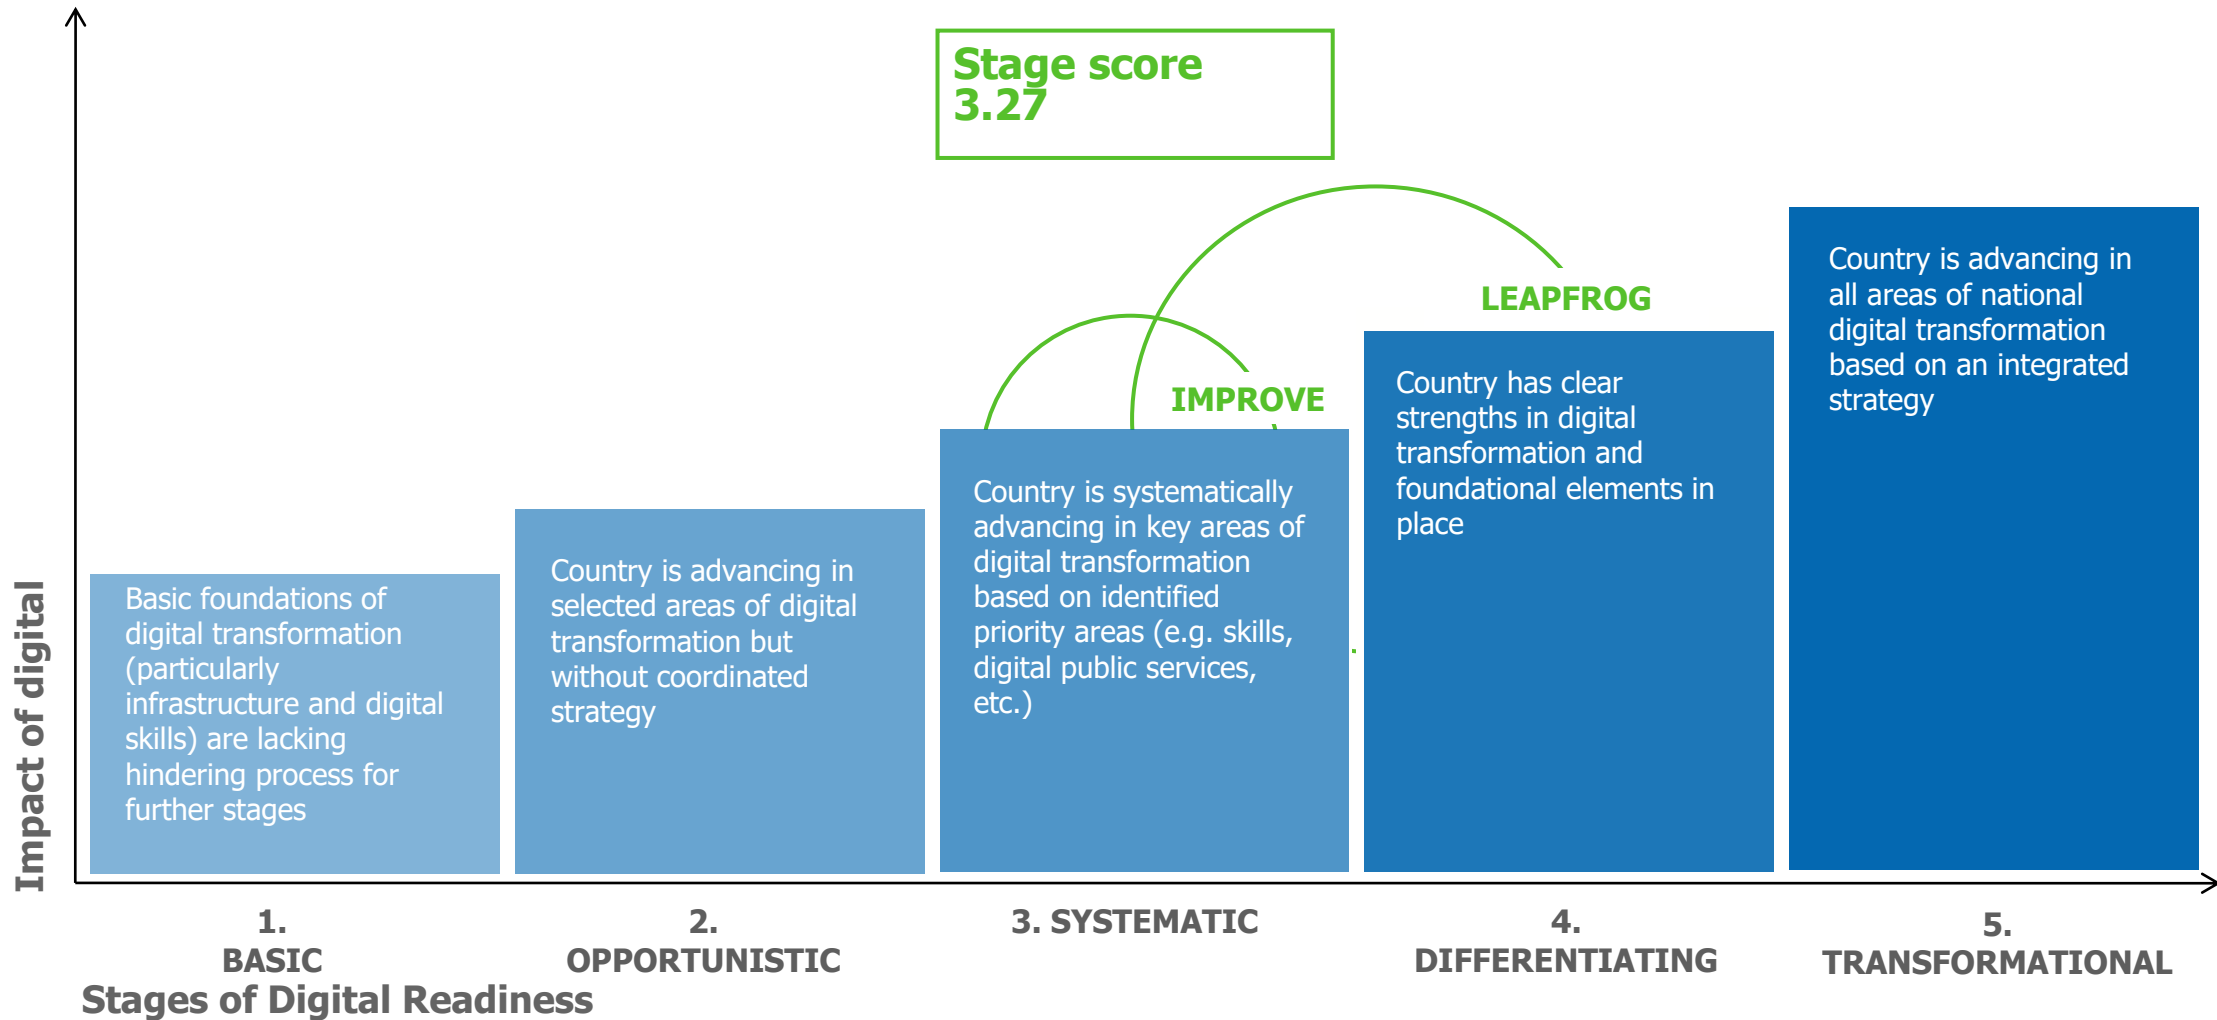 Stage score
3.27
LEAPFROG
IMPROVE
Impact of digital
Basic foundations of
digital transformation
(particularly
infrastructure and digital
skills) are lacking
hindering process for
further stages
Country is advancing in
selected areas of digital
transformation but
without coordinated
strategy
Country is systematically
advancing in key areas of
digital transformation
based on identified
priority areas (e.g. skills,
digital public services,
etc.)
Country has clear
strengths in digital
transformation and
foundational elements in
place
Country is advancing in
all areas of national
digital transformation
based on an integrated
strategy
1.
BASIC
2.
OPPORTUNISTIC
3. SYSTEMATIC
4.
DIFFERENTIATING
5.
TRANSFORMATIONAL
Stages of Digital Readiness